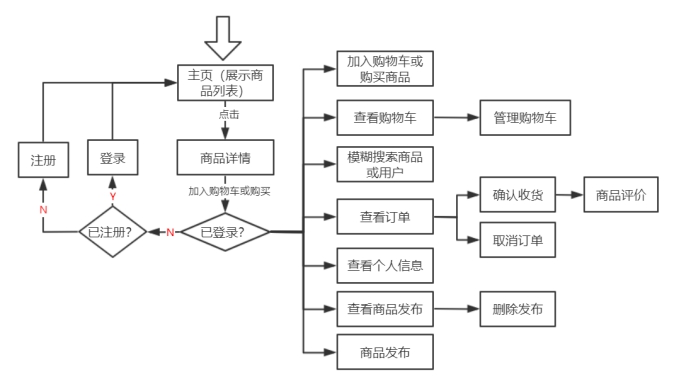 主页（展示商
品列表）
点击
商品详情
加入购物车或购买
已登录？
N
已注册？
N
Y
注册
登录
加入购物车或
购买商品
查看购物车
管理购物车
模糊搜索商品
或用户
查看订单
确认收货
商品评价
取消订单
查看个人信息
查看商品发布
删除发布
商品发布